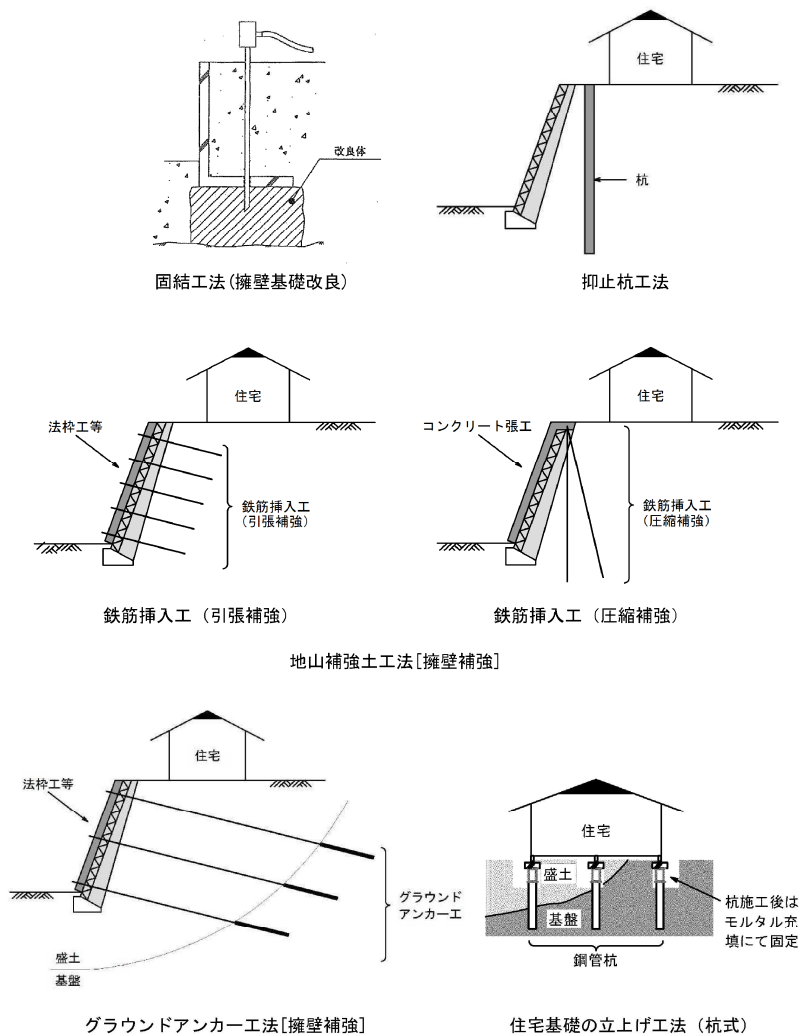 改良体
固結工法(擁壁基礎改良)
住宅
杭
抑止杭工法
住宅
法枠工等
鉄筋挿入工
(引張補強)
鉄筋挿入工(引張補強)
住宅
コンクリート張工
鉄筋挿入工
(圧縮補強)
鉄筋挿入工(圧縮補強)
地山補強土工法[擁壁補強]
住宅
法枠工等
グラウンド
アンカー工
盛土
基盤
グラウンドアンカー工法[擁壁補強]
住宅
盛土
基盤
杭施工後は
モルタル充
填にて固定
鋼管杭
住宅基礎の立上げ工法(杭式)